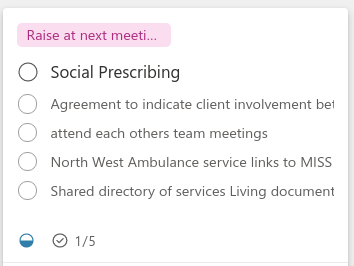 Raise at next meeti...
Social Prescribing
Agreement to indicate client involvement bet
attend each others team meetings
North West Ambulance service links to MISS
Shared directory of services Living document
1/5